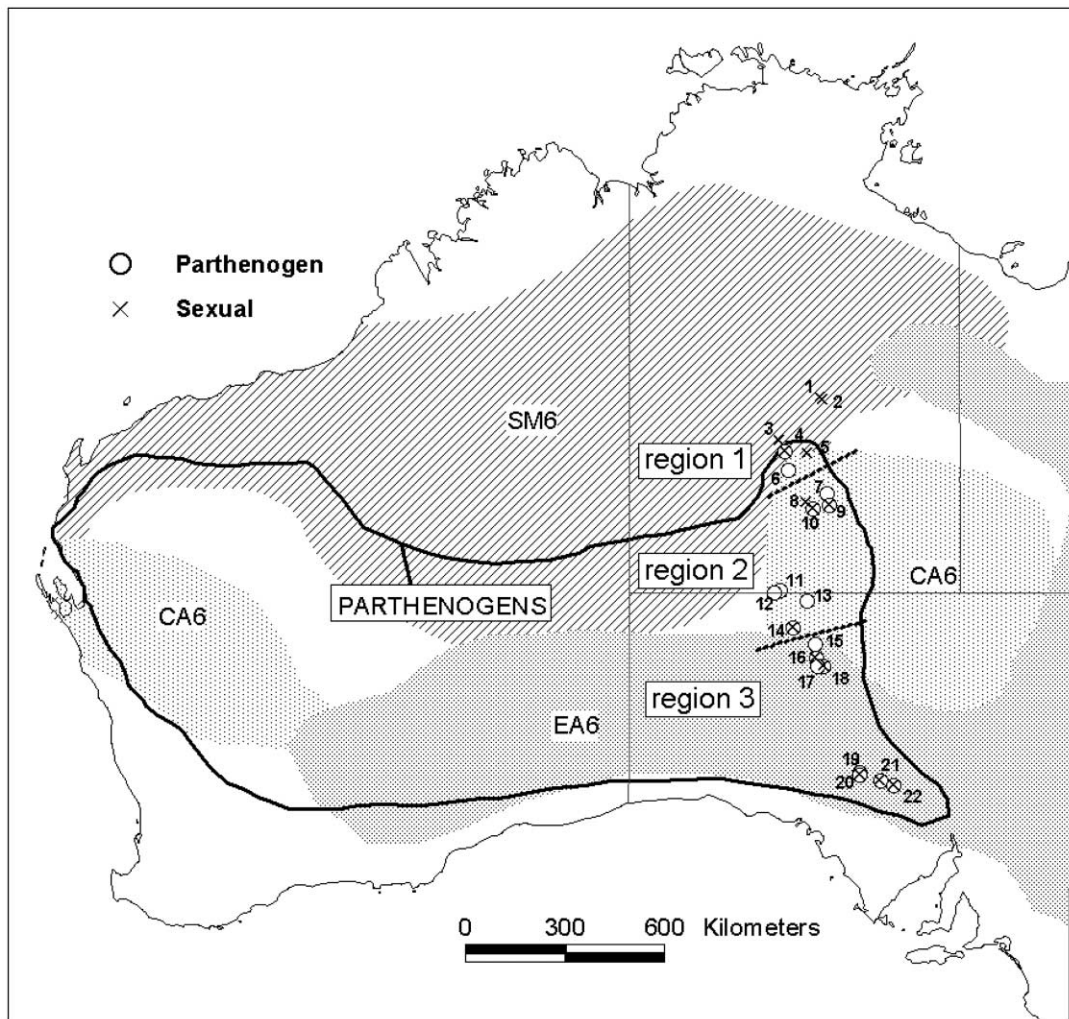 Parthenogen
Sexual
1
2
SM6
3
4
5
region 1
6
7
8
9
10
region 2
11
CA6
12
13
PARTHENOGENS
CA6
14
15
16
17
18
region 3
EA6
19
21
20
22
0 300 600 Kilometers